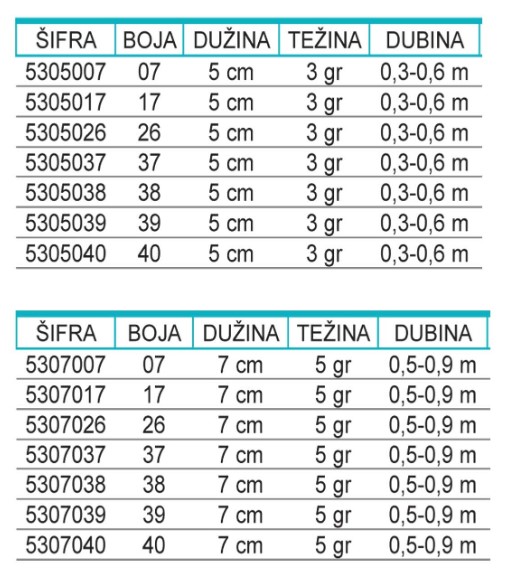 ŠIFRA BOJA DUŽINA TEŽINA DUBINA
5305007 07 5 cm 3 gr 0,3-0,6 m
5305017 17 5 cm 3 gr 0,3-0,6 m
5305026 26 5 cm 3 gr 0,3-0,6 m
5305037 37 5 cm 3 gr 0,3-0,6 m
5305038 38 5 cm 3 gr 0,3-0,6 m
5305039 39 5 cm 3 gr 0,3-0,6 m
5305040 40 5 cm 3 gr 0,3-0,6 m
ŠIFRA BOJA DUŽINA TEŽINA DUBINA
5307007 07 7 cm 5 gr 0,5-0,9 m
5307017 17 7 cm 5 gr 0,5-0,9 m
5307026 26 7 cm 5 gr 0,5-0,9 m
5307037 37 7 cm 5 gr 0,5-0,9 m
5307038 38 7 cm 5 gr 0,5-0,9 m
5307039 39 7 cm 5 gr 0,5-0,9 m
5307040 40 7 cm 5 gr 0,5-0,9 m